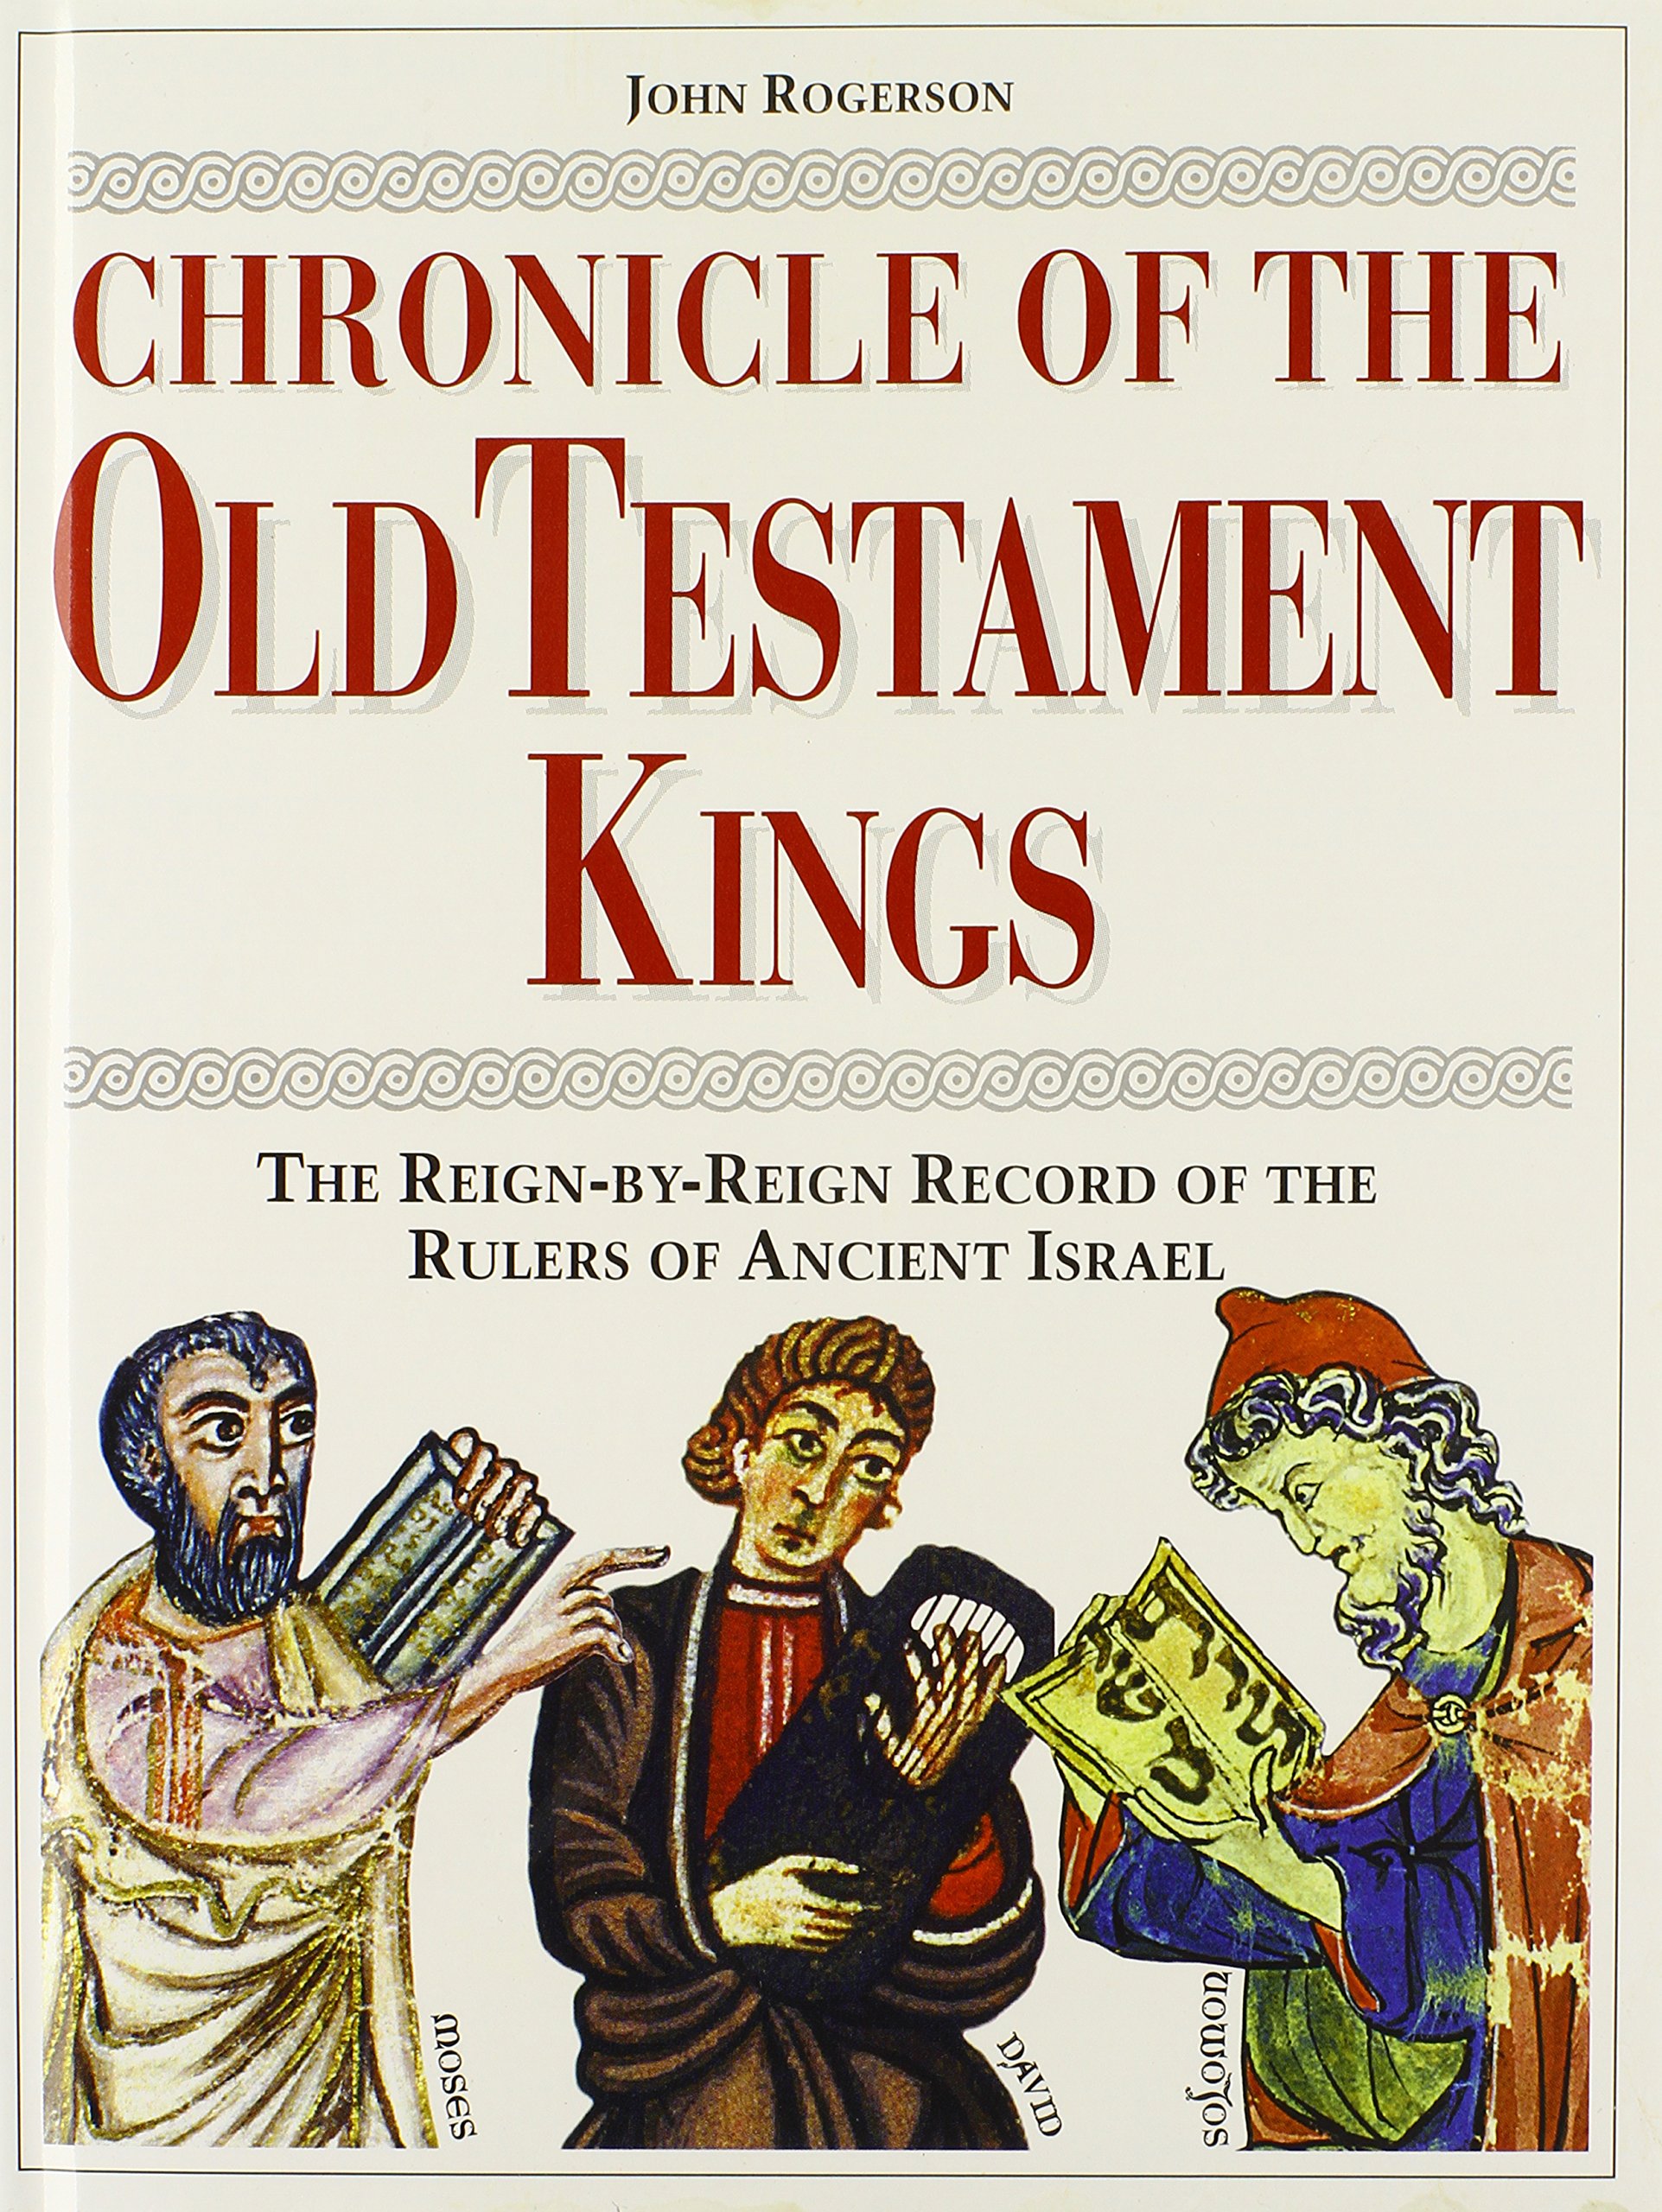 JOHN ROGERSON
CHRONICLE OF THE
OLD TESTAMENT
KINGS
THE REIGN-BY-REIGN RECORD OF THE
RULERS OF ANCIENT ISRAEL
MOSES
DAVID
SOLOMON